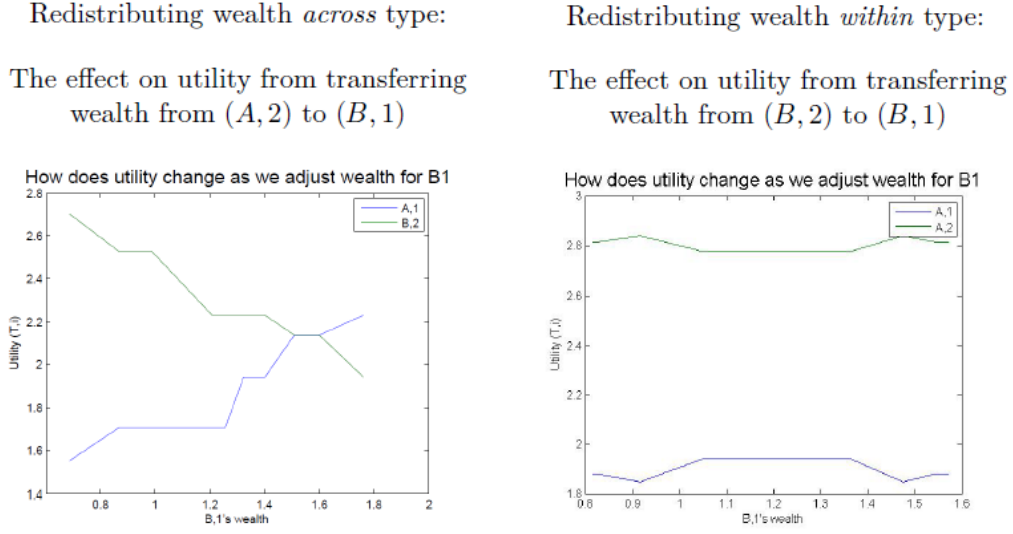 Redistributing wealth across type:
The effect on utility from transferring
wealth from (A, 2) to (B, 1)
How does utility change as we adjust wealth for B1
2.8
2.6
2.4
2.2
2
1.8
1.6
1.4
Utility (T,i)
A,1
B,2
0.8
1
1.2
1.4
1.6
1.8
2
B,1's wealth
Redistributing wealth within type:
The effect on utility from transferring
wealth from (B, 2) to (B, 1)
How does utility change as we adjust wealth for B1
3
2.8
2.6
2.4
2.2
2
1.8
Utility (T,i)
A,1
A,2
0.8
0.9
1
1.1
1.2
1.3
1.4
1.5
1.6
B,1's wealth